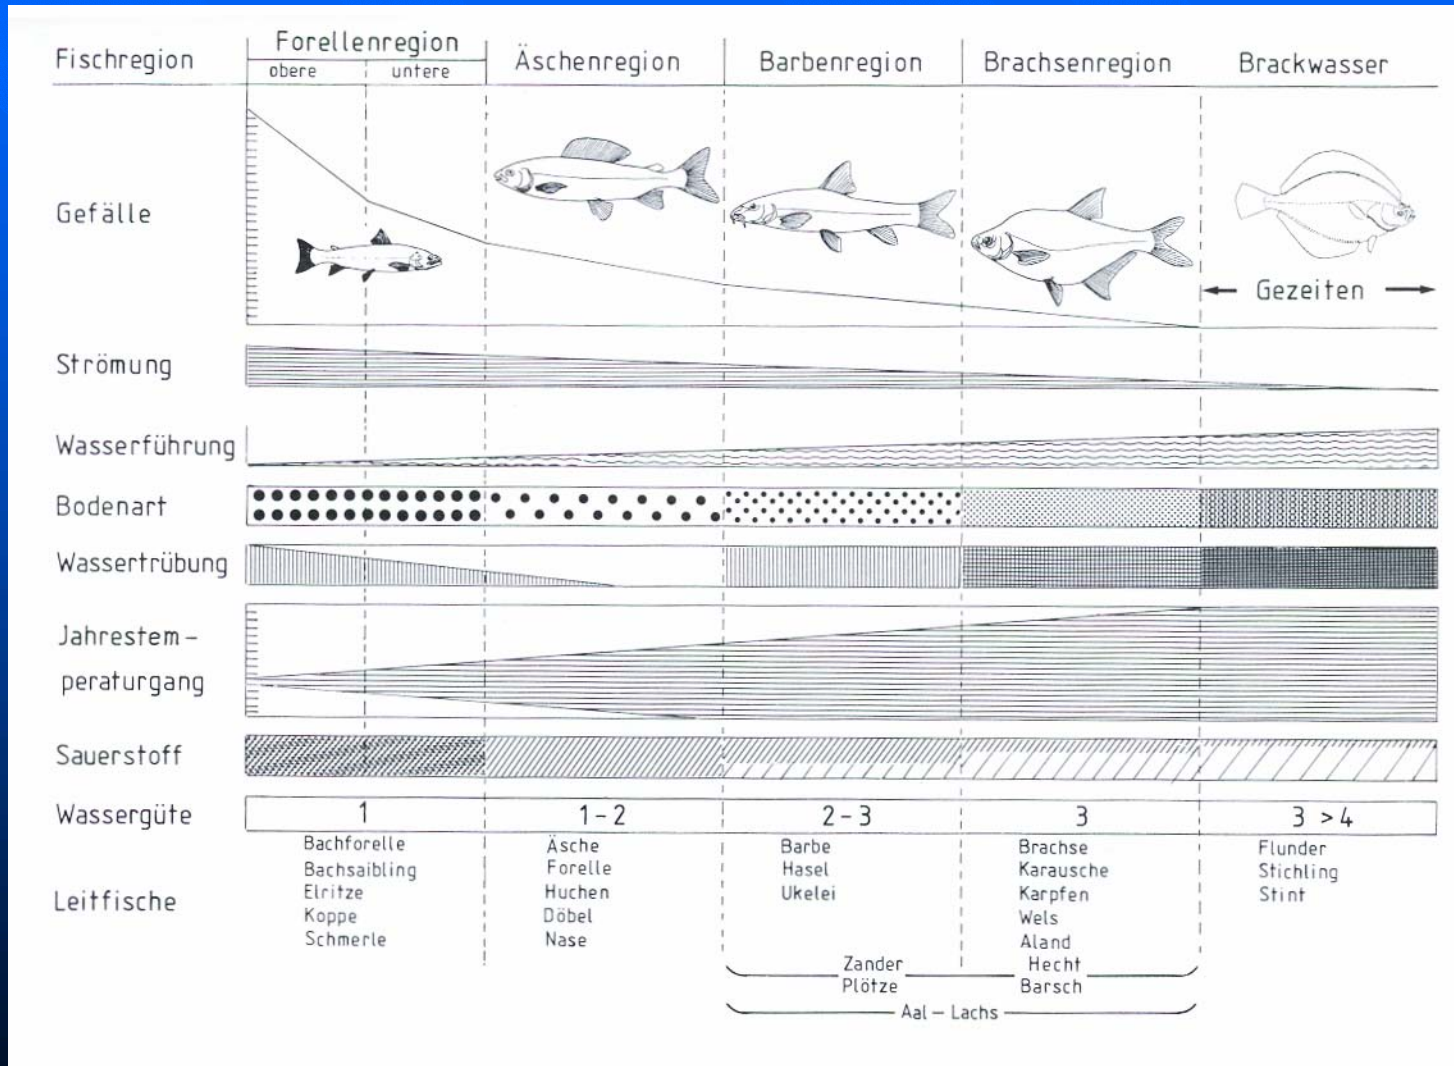 Fischregion
Forellenregion
obere
untere
Äschenregion
Barbenregion
Brachsenregion
Brackwasser
Gefälle
Gezeiten
Strömung
Wasserführung
Bodenart
Wassertrübung
Jahrestem-
peraturgang
Sauerstoff
Wassergüte
1
1-2
2-3
3
3 >4
Leitfische
Bachforelle
Bachsaibling
Elritze
Koppe
Schmerle
Äsche
Forelle
Huchen
Döbel
Nase
Barbe
Hasel
Ukelei
Brachse
Karausche
Karpfen
Wels
Aland
Flunder
Stichling
Stint
Zander Hecht
Plötze Barsch
Aal – Lachs